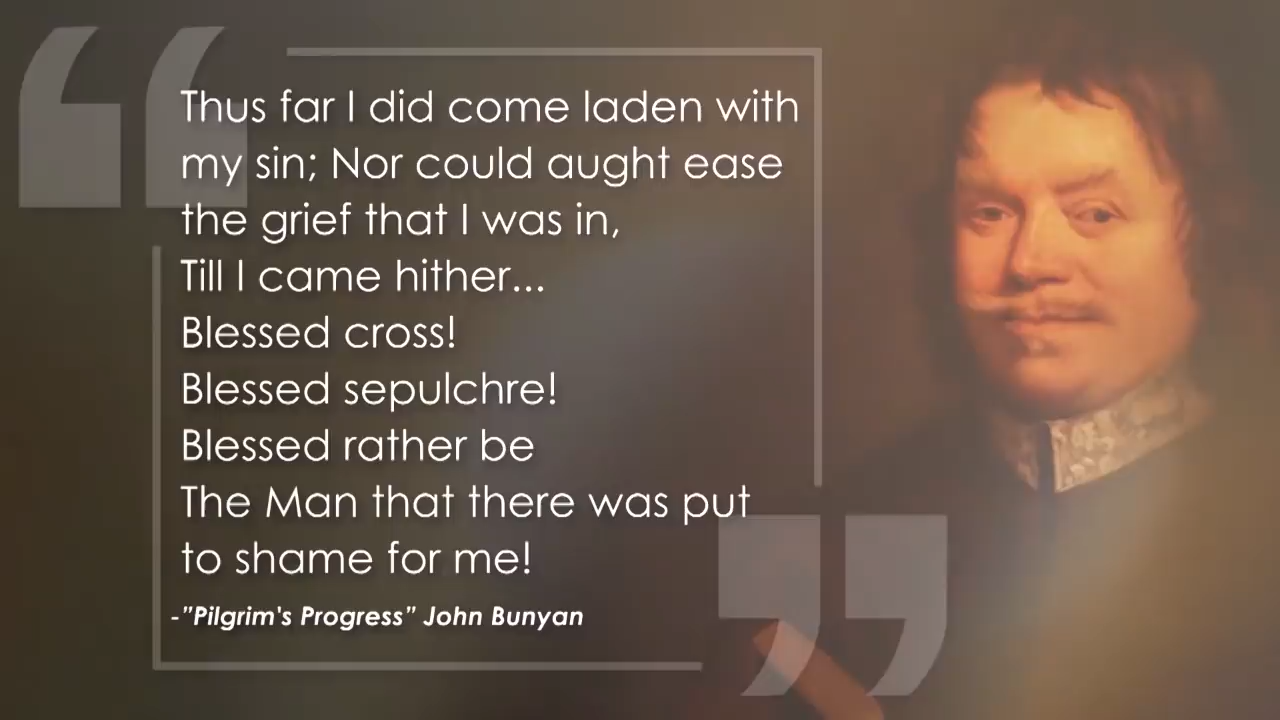 Thus far I did come laden with
my sin; Nor could aught ease
the grief that I was in,
Till I came hither...
Blessed cross!
Blessed sepulchre!
Blessed rather be
The Man that there was put
to shame for me!
-”Pilgrim's Progress” John Bunyan